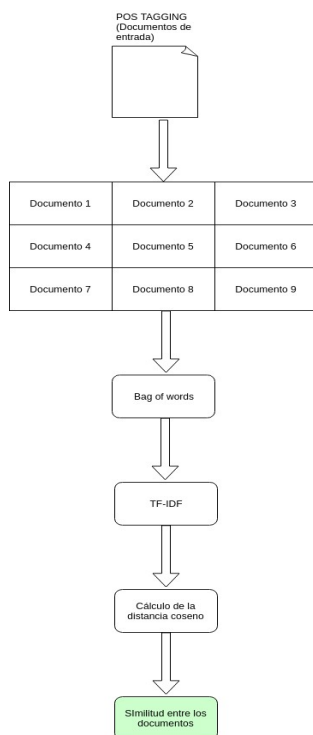 POS TAGGING
(Documentos de
entrada)
Documento 1 Documento 2 Documento 3
Documento 4 Documento 5 Documento 6
Documento 7 Documento 8 Documento 9
Bag of words
TF-IDF
Cálculo de la
distancia coseno
SImilitud entre los
documentos